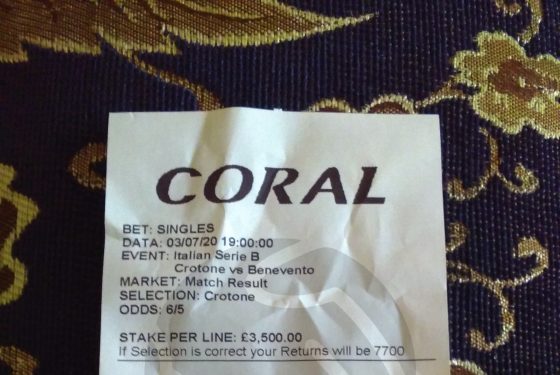 CORAL
BET: SINGLES
DATA: 03/07/20 19:00:00
EVENT: Italian Serie B
Crotone vs Benevento
MARKET: Match Result
SELECTION: Crotone
ODDS: 6/5
STAKE PER LINE: £3,500.00
If Selection is correct your Returns will be 7700